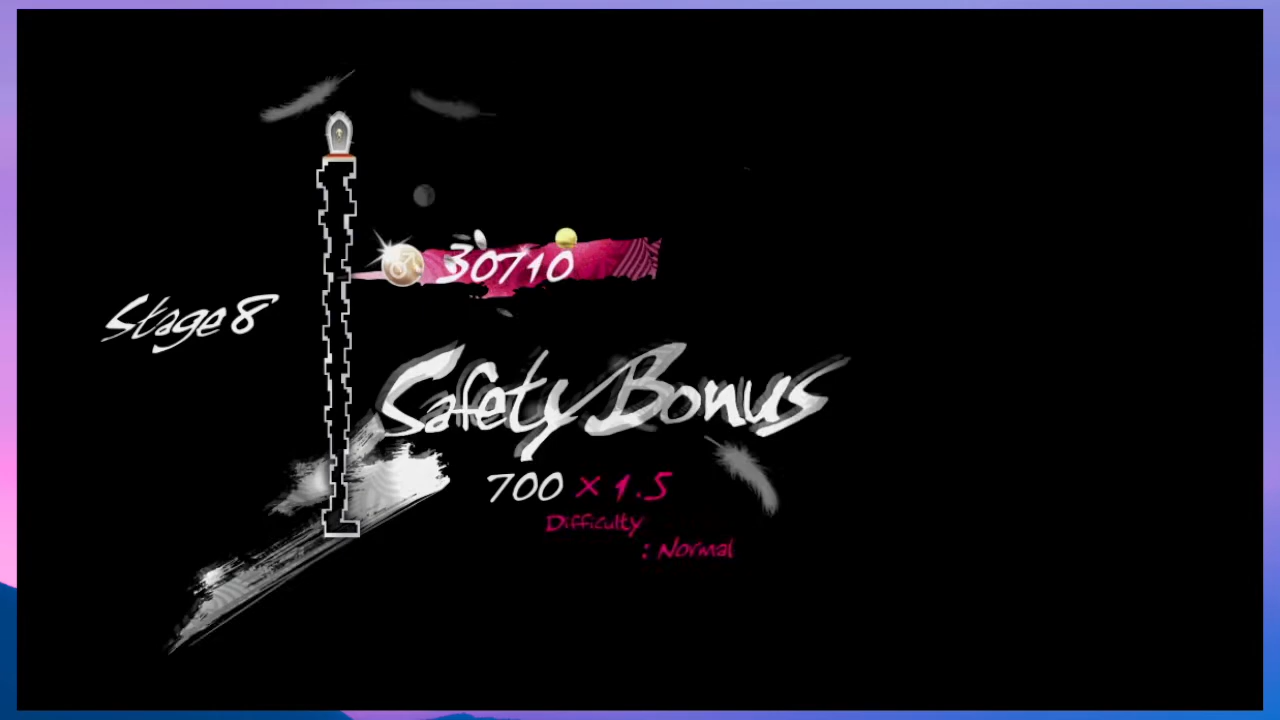 30710
Stage 8
Safety Bonus
700 × 1.5
Difficulty
: Normal